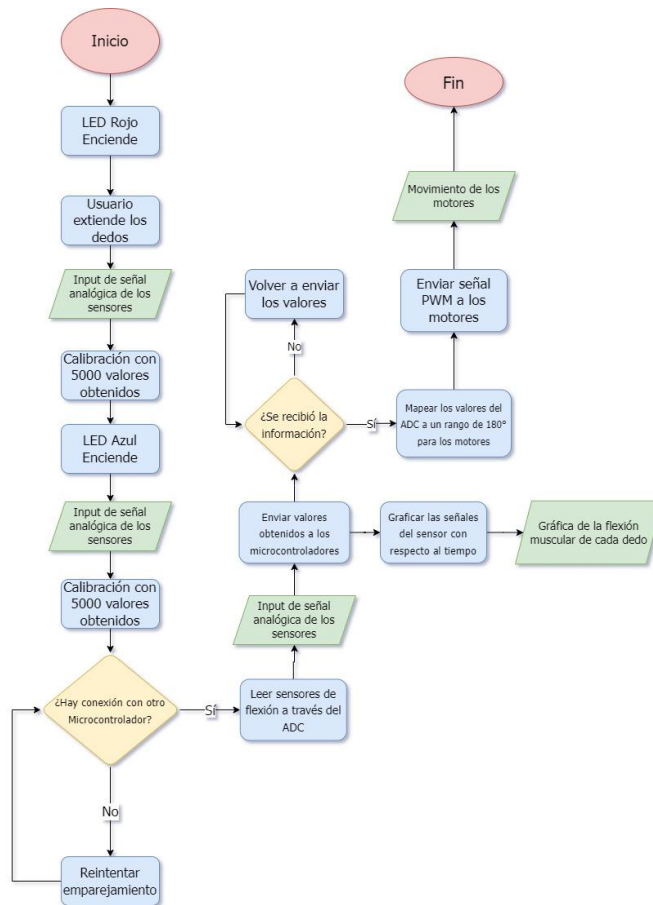 Inicio
LED Rojo
Enciende
Usuario
extiende los
dedos
Input de señal
analógica de los
sensores
Calibración con
5000 valores
obtenidos
LED Azul
Enciende
Input de señal
analógica de los
sensores
Calibración con
5000 valores
obtenidos
¿Hay conexión con otro
Microcontrolador?
No
Reintentar
emparejamiento
Sí
Leer sensores de
flexión a través del
ADC
Input de señal
analógica de los
sensores
Enviar valores
obtenidos a los
microcontroladores
Graficar las señales
del sensor con
respecto al tiempo
Gráfica de la flexión
muscular de cada dedo
¿Se recibió la
información?
No
Volver a enviar
los valores
Sí
Mapear los valores del
ADC a un rango de 180°
para los motores
Enviar señal
PWM a los
motores
Movimiento de los
motores
Fin